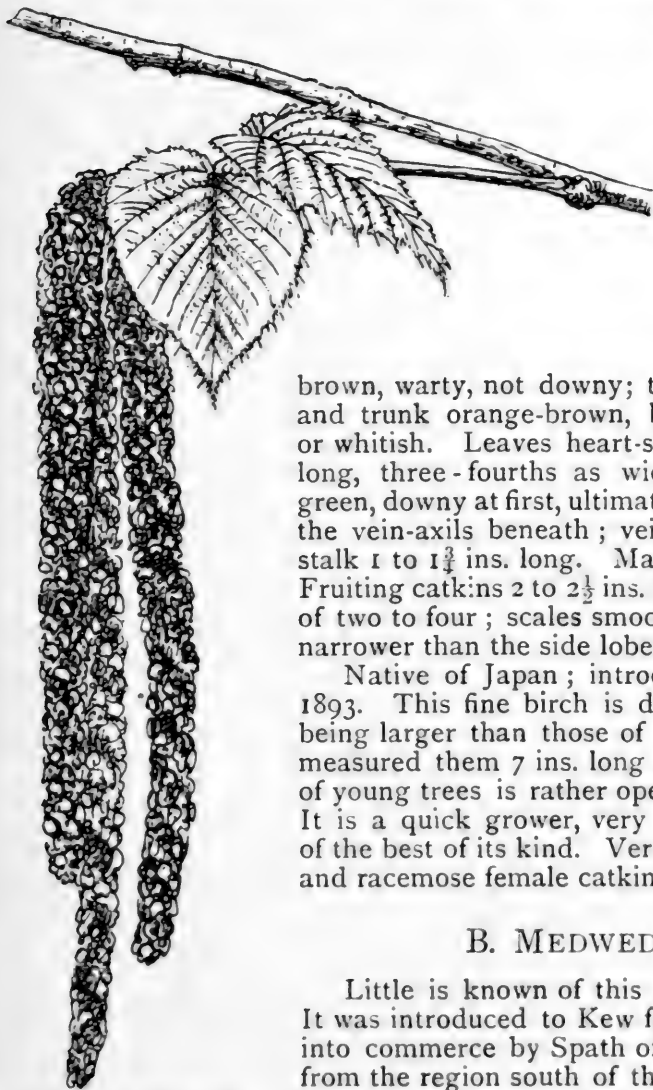 brown, warty, not downy; t
and trunk orange-brown, b
or whitish. Leaves heart-s
long, three-fourths as wi
green, downy at first, ultimat
the vein-axils beneath; vei
stalk 1 to 1¾ ins. long. Ma
Fruiting catkins 2 to 2½ ins.
of two to four; scales smoo
narrower than the side lobe
Native of Japan; introd
1893. This fine birch is d
being larger than those of
measured them 7 ins. long
of young trees is rather ope
It is a quick grower, very
of the best of its kind. Ver
and racemose female catkin
B. MEDWED
Little is known of this
It was introduced to Kew f
into commerce by Spath o
from the region south of th